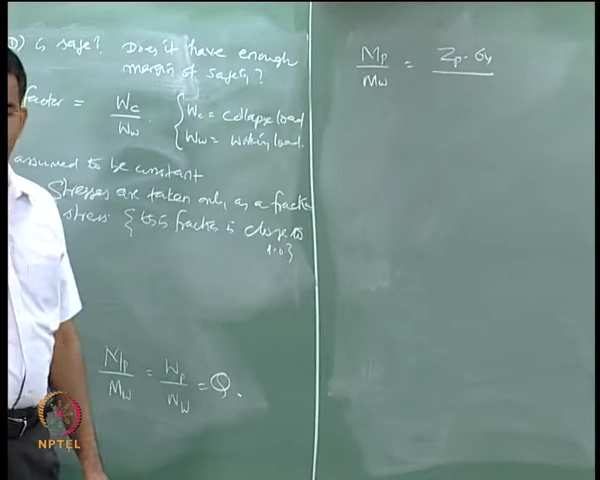 D) is safe? Does it have enough
margin of safety?
factor = Wc / Ww { Wc = collapse load
Ww = working load.
assumed to be constant
Stresses are taken only as a fractio
stress { this fraction is close to
1.0}
Mp / Mw = Wp / Ww = Q.
Mp / Mw = Zp · σy
NPTEL